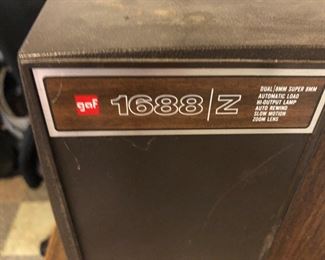 gaf 1688/Z
DUAL/8MM SUPER 8MM
AUTOMATIC LOAD
HI-OUTPUT LAMP
AUTO REWIND
SLOW MOTION
ZOOM LENS